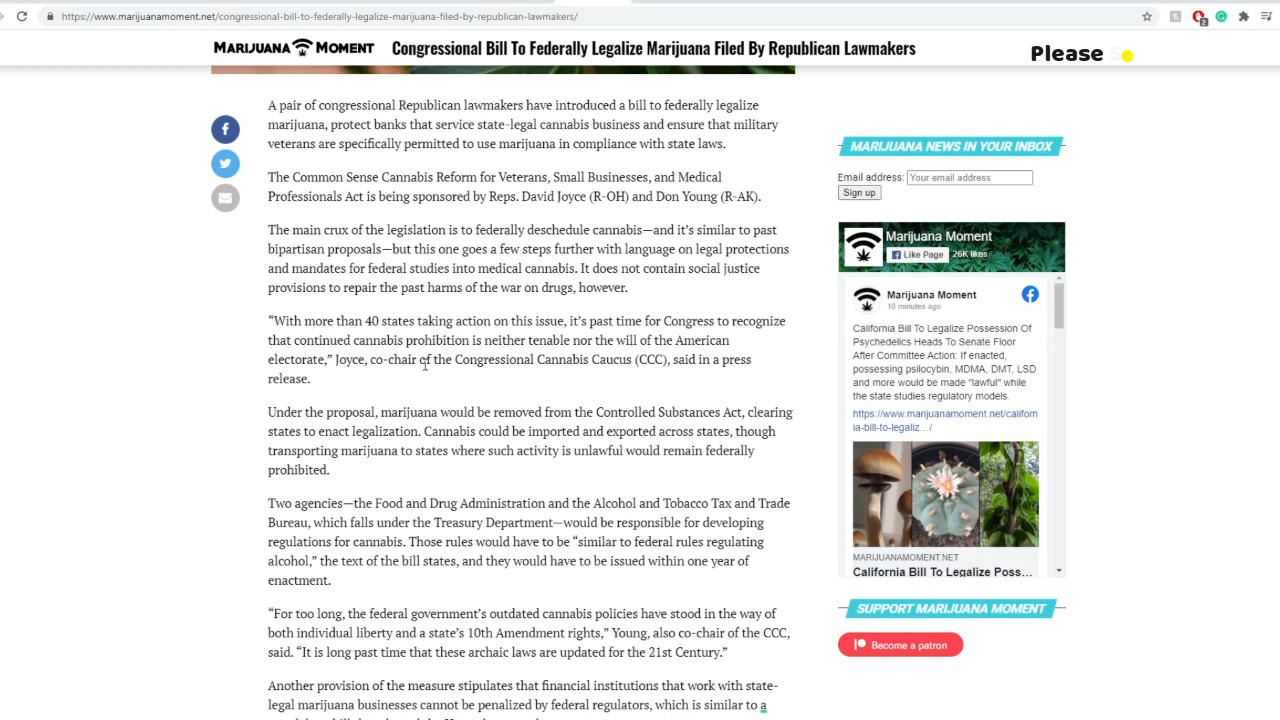 https://www.marijuanamoment.net/congressional-bill-to-federally-legalize-marijuana-filed-by-republican-lawmakers/
2
MARIJUANA MOMENT
Congressional Bill To Federally Legalize Marijuana Filed By Republican Lawmakers
Please
A pair of congressional Republican lawmakers have introduced a bill to federally legalize
marijuana, protect banks that service state-legal cannabis business and ensure that military
veterans are specifically permitted to use marijuana in compliance with state laws.
The Common Sense Cannabis Reform for Veterans, Small Businesses, and Medical
Professionals Act is being sponsored by Reps. David Joyce (R-OH) and Don Young (R-AK).
The main crux of the legislation is to federally deschedule cannabis—and it's similar to past
bipartisan proposals—but this one goes a few steps further with language on legal protections
and mandates for federal studies into medical cannabis. It does not contain social justice
provisions to repair the past harms of the war on drugs, however.
“With more than 40 states taking action on this issue, it's past time for Congress to recognize
that continued cannabis prohibition is neither tenable nor the will of the American
electorate,” Joyce, co-chair of the Congressional Cannabis Caucus (CCC), said in a press
release.
Under the proposal, marijuana would be removed from the Controlled Substances Act, clearing
states to enact legalization. Cannabis could be imported and exported across states, though
transporting marijuana to states where such activity is unlawful would remain federally
prohibited.
Two agencies—the Food and Drug Administration and the Alcohol and Tobacco Tax and Trade
Bureau, which falls under the Treasury Department—would be responsible for developing
regulations for cannabis. Those rules would have to be “similar to federal rules regulating
alcohol,” the text of the bill states, and they would have to be issued within one year of
enactment.
“For too long, the federal government's outdated cannabis policies have stood in the way of
both individual liberty and a state's 10th Amendment rights,” Young, also co-chair of the CCC,
said. “It is long past time that these archaic laws are updated for the 21st Century.”
Another provision of the measure stipulates that financial institutions that work with state-
legal marijuana businesses cannot be penalized by federal regulators, which is similar to a
MARIJUANA NEWS IN YOUR INBOX
Email address: Your email address
Sign up
Marijuana Moment
Like Page 26K likes
Marijuana Moment
10 minutes ago
California Bill To Legalize Possession Of
Psychedelics Heads To Senate Floor
After Committee Action: If enacted,
possessing psilocybin, MDMA, DMT, LSD
and more would be made "lawful" while
the state studies regulatory models.
https://www.marijuanamoment.net/californ
ia-bill-to-legaliz.../
MARIJUANAMOMENT.NET
California Bill To Legalize Poss...
SUPPORT MARIJUANA MOMENT
Become a patron